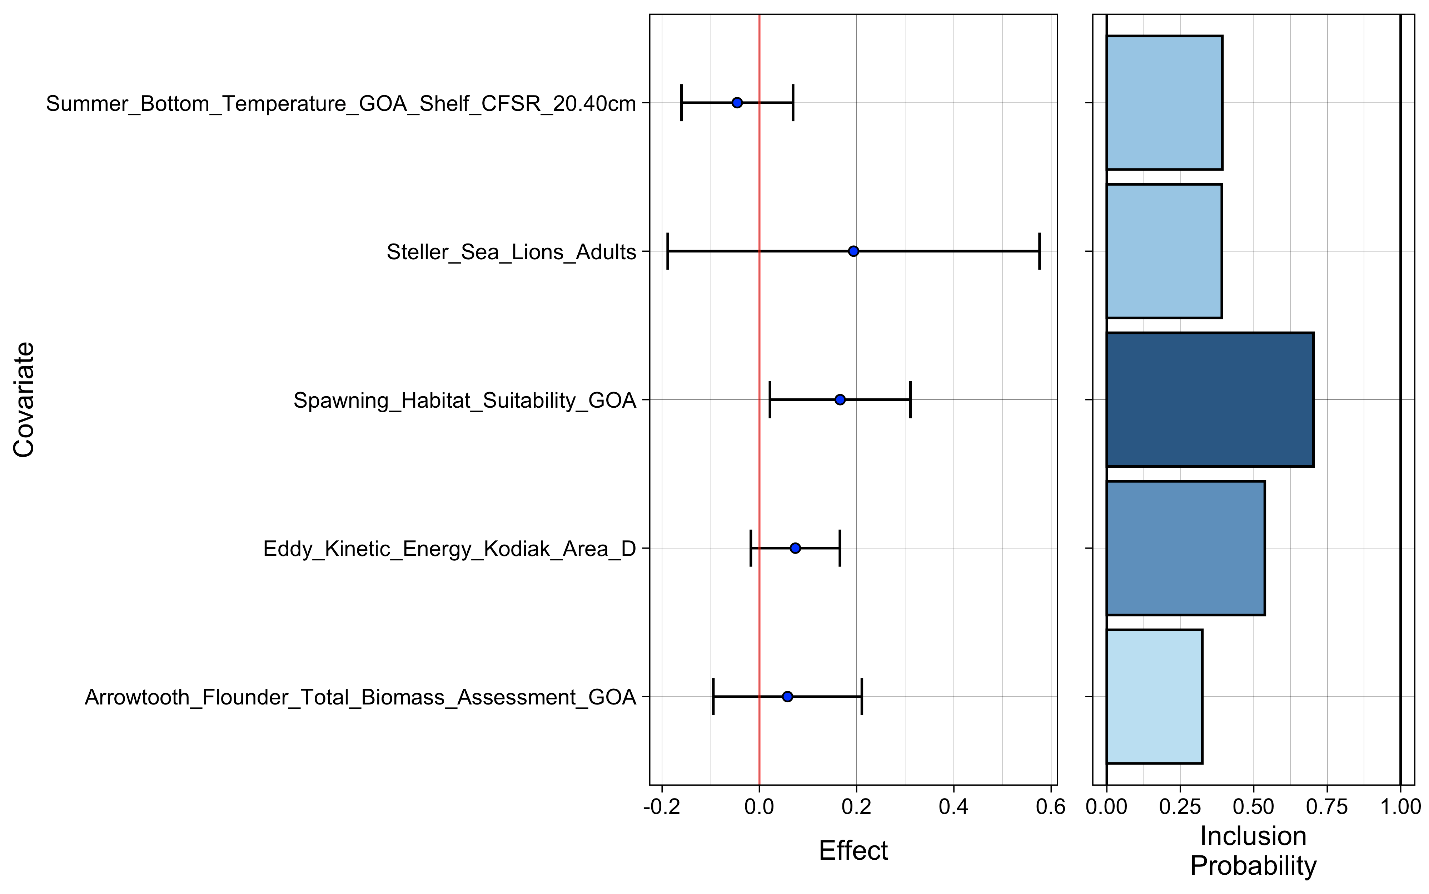 Covariate
Summer_Bottom_Temperature_GOA_Shelf_CFSR_20.40cm
Steller_Sea_Lions_Adults
Spawning_Habitat_Suitability_GOA
Eddy_Kinetic_Energy_Kodiak_Area_D
Arrowtooth_Flounder_Total_Biomass_Assessment_GOA
-0.2 0.0 0.2 0.4 0.6
Effect
0.00 0.25 0.50 0.75 1.00
Inclusion
Probability